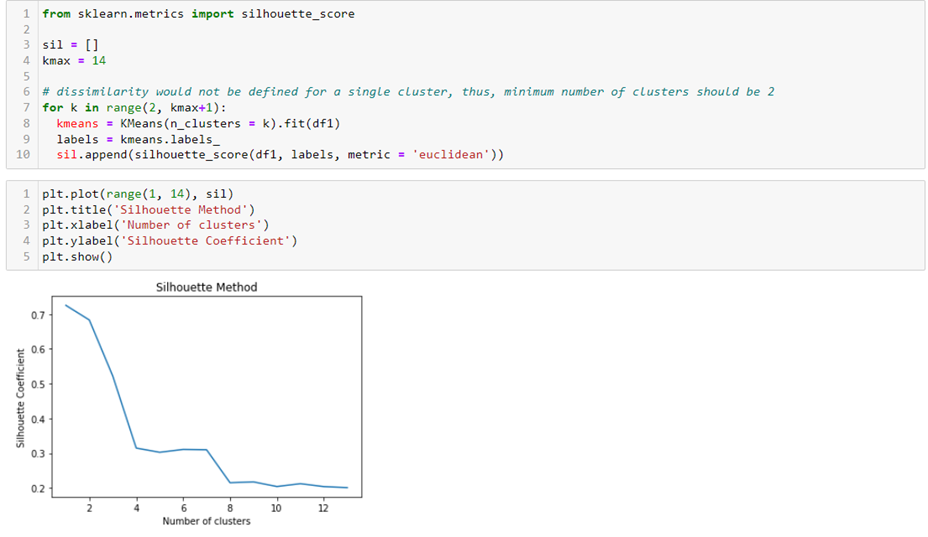 1 from sklearn.metrics import silhouette_score
2
3 sil = []
4 kmax = 14
5
6 # dissimilarity would not be defined for a single cluster, thus, minimum number of clusters should be 2
7 for k in range(2, kmax+1):
8   kmeans = KMeans(n_clusters = k).fit(df1)
9   labels = kmeans.labels_
10   sil.append(silhouette_score(df1, labels, metric = 'euclidean'))
1 plt.plot(range(1, 14), sil)
2 plt.title('Silhouette Method')
3 plt.xlabel('Number of clusters')
4 plt.ylabel('Silhouette Coefficient')
5 plt.show()
Silhouette Method
Silhouette Coefficient
0.7
0.6
0.5
0.4
0.3
0.2
2 4 6 8 10 12
Number of clusters